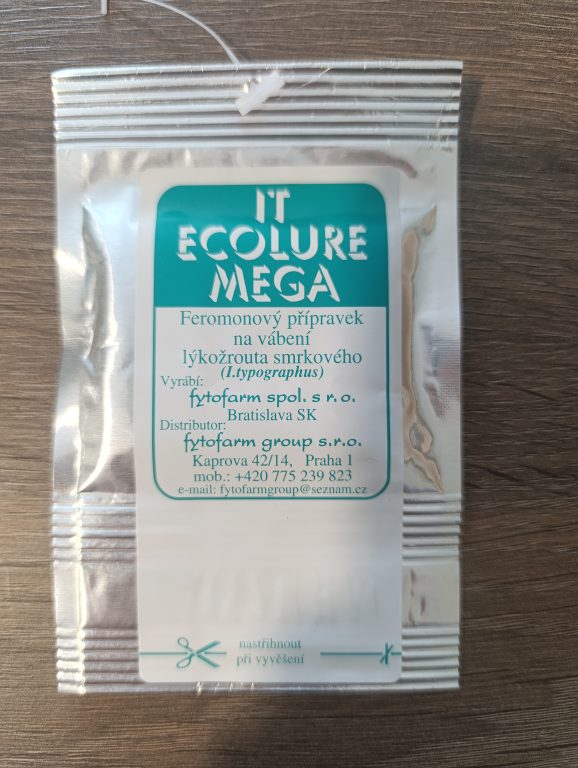 IT
ECOLURE
MEGA
Feromonový přípravek
na vábení
lýkožrouta smrkového
(I.typographus)
Vyrábí:
fytofarm spol. s r. o.
Bratislava SK
Distributor:
fytofarm group s.r.o.
Kaprova 42/14, Praha 1
mob.: +420 775 239 823
e-mail: fytofarmgroup@seznam.cz
nastřihnout
při vyvěšení